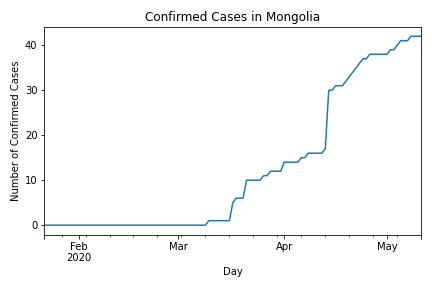 Confirmed Cases in Mongolia
Number of Confirmed Cases
40
30
20
10
0
Feb Mar Apr May
2020
Day